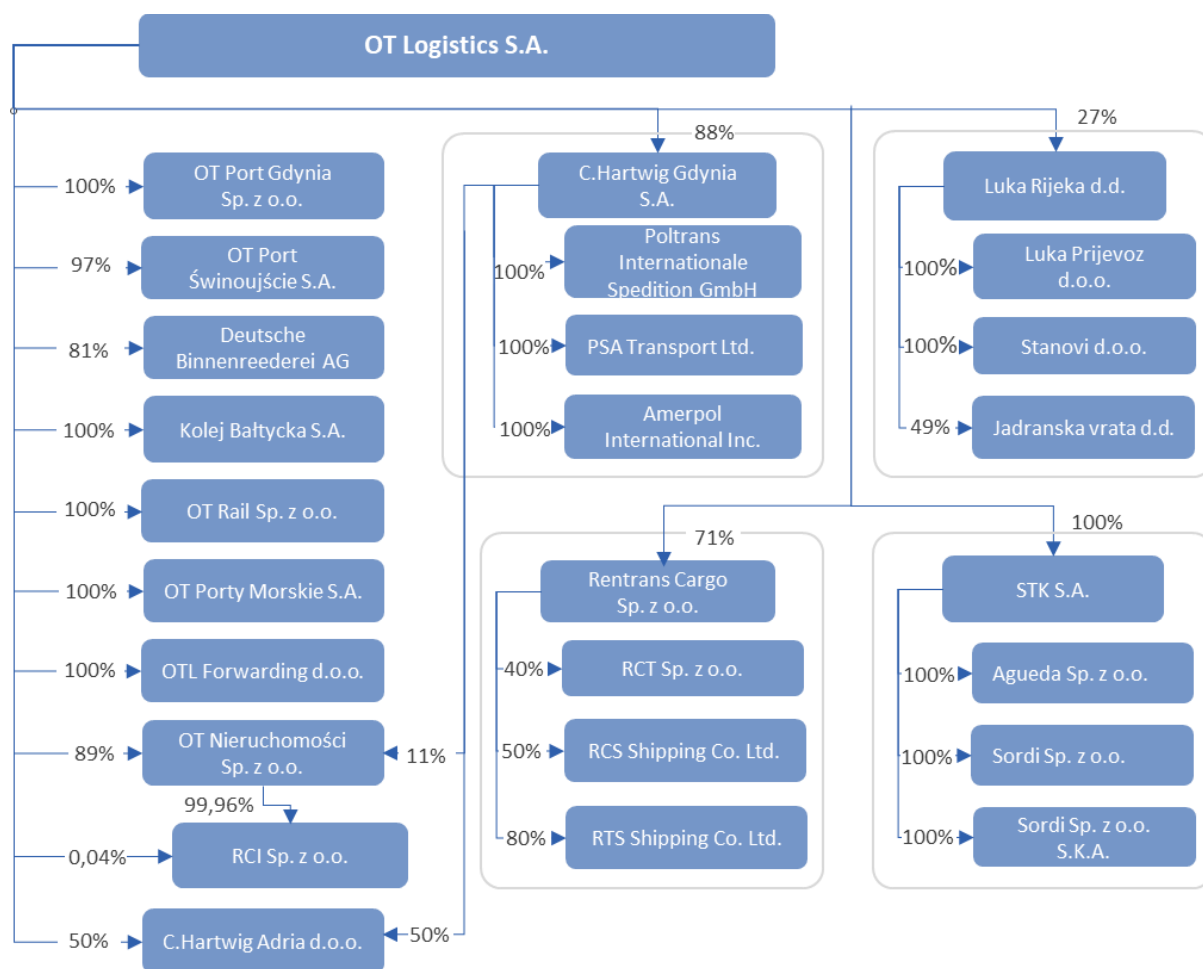 OT Logistics S.A.
100%
OT Port Gdynia
Sp. z o.o.
97%
OT Port
Świnoujście S.A.
81%
Deutsche
Binnenreederei AG
100%
Kolej Bałtycka S.A.
100%
OT Rail Sp. z o.o.
100%
OT Porty Morskie S.A.
100%
OTL Forwarding d.o.o.
89%
OT Nieruchomości
Sp. z o.o.
11%
99,96%
0,04%
RCI Sp. z o.o.
50%
C.Hartwig Adria d.o.o.
50%
88%
C.Hartwig Gdynia
S.A.
100%
Poltrans
Internationale
Spedition GmbH
100%
PSA Transport Ltd.
100%
Amerpol
International Inc.
27%
Luka Rijeka d.d.
100%
Luka Prijevoz
d.o.o.
100%
Stanovi d.o.o.
49%
Jadranska vrata d.d.
71%
Rentrans Cargo
Sp. z o.o.
40%
RCT Sp. z o.o.
50%
RCS Shipping Co. Ltd.
80%
RTS Shipping Co. Ltd.
100%
STK S.A.
100%
Agueda Sp. z o.o.
100%
Sordi Sp. z o.o.
100%
Sordi Sp. z o.o.
S.K.A.